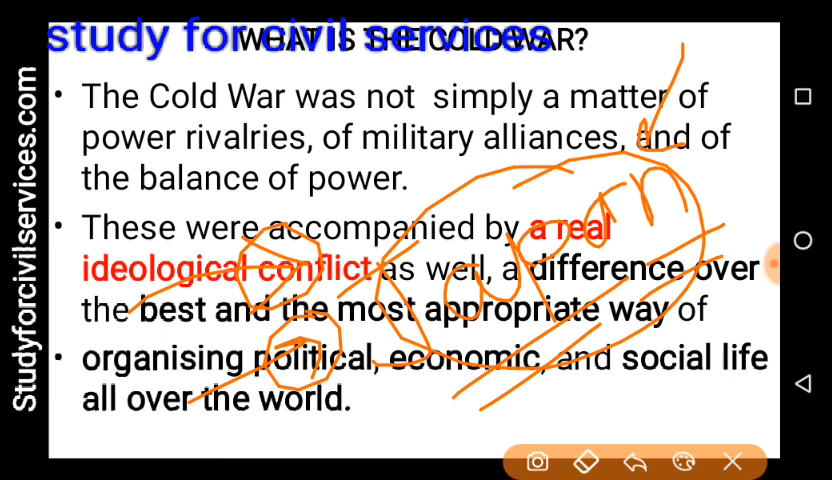 study for civil services
WHAT IS THE COLD WAR?
• The Cold War was not simply a matter of
power rivalries, of military alliances, and of
the balance of power.
• These were accompanied by a real
ideological conflict as well, a difference over
the best and the most appropriate way of
• organising political, economic, and social life
all over the world.
Japan
Studyforcivilservices.com